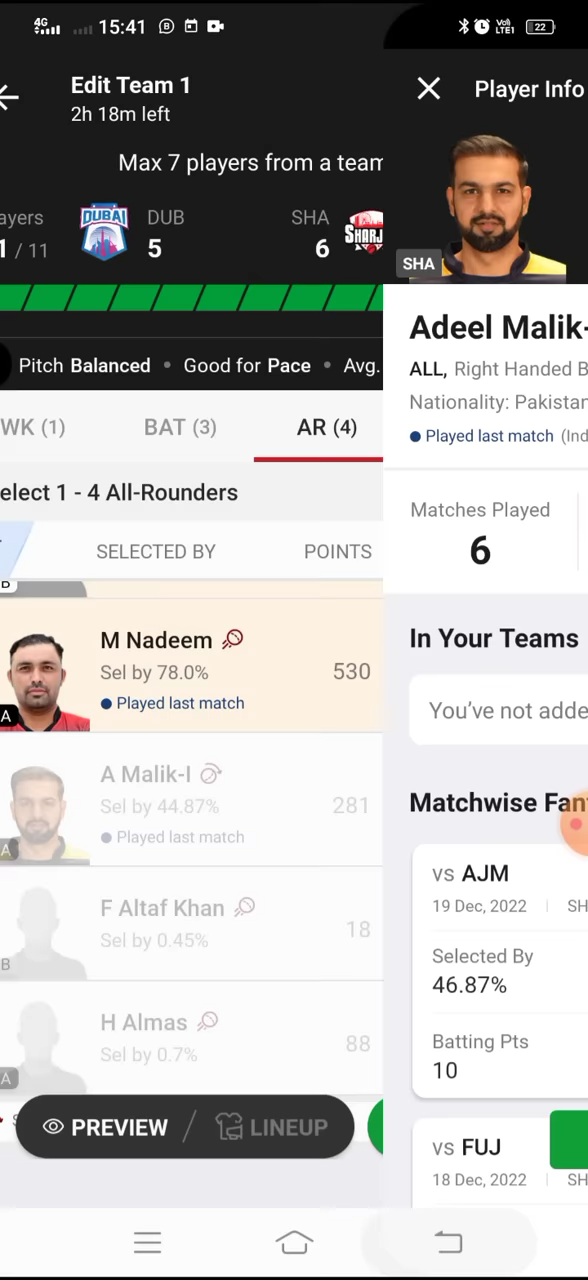 4G 15:41
VoI LTE1 22
Edit Team 1
2h 18m left
Max 7 players from a team
ayers
1 / 11
DUBAI
DUB
5
SHA
6
SHARJ
Pitch Balanced • Good for Pace • Avg.
WK (1) BAT (3) AR (4)
elect 1 - 4 All-Rounders
SELECTED BY POINTS
B
M Nadeem
Sel by 78.0%
530
Played last match
A
A Malik-I
Sel by 44.87%
281
Played last match
A
F Altaf Khan
Sel by 0.45%
18
B
H Almas
Sel by 0.7%
88
A
PREVIEW / LINEUP
Player Info
SHA
Adeel Malik-
ALL, Right Handed B
Nationality: Pakistan
Played last match (Ind
Matches Played
6
In Your Teams
You've not adde
Matchwise Fan
vs AJM
19 Dec, 2022 SH
Selected By
46.87%
Batting Pts
10
vs FUJ
18 Dec, 2022 SH